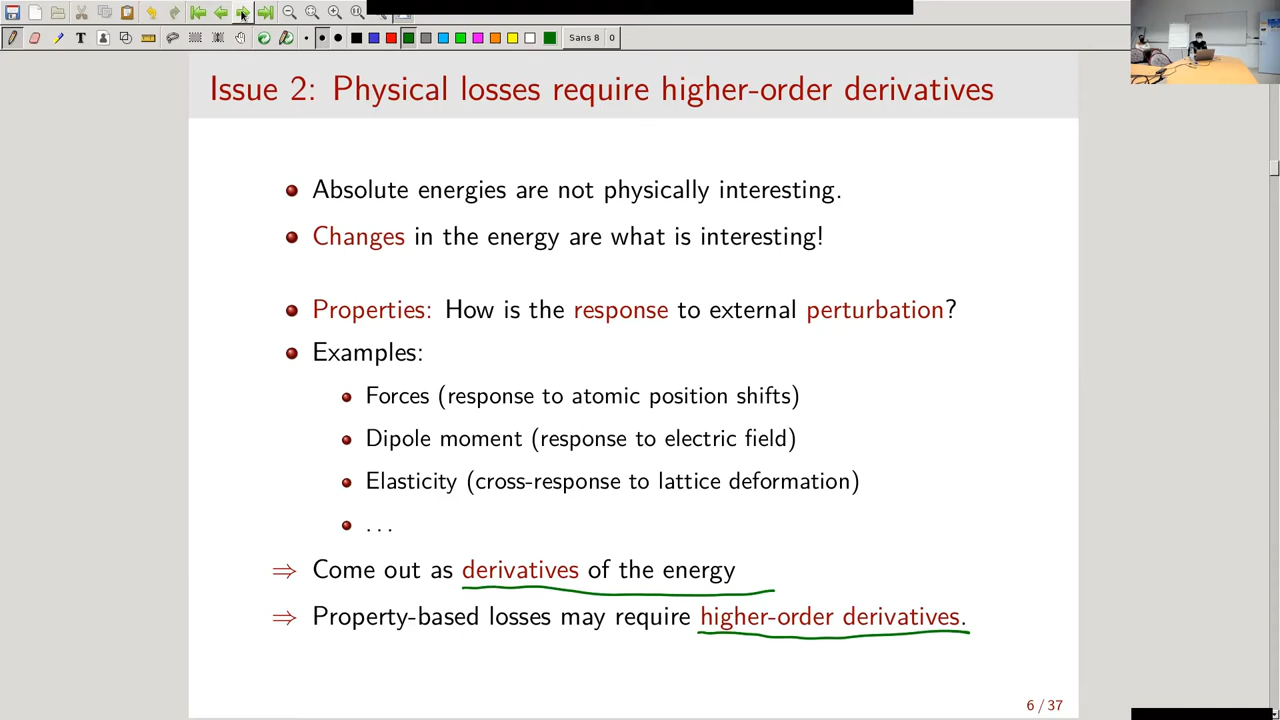 T
Sans 8 0
Issue 2: Physical losses require higher-order derivatives
Absolute energies are not physically interesting.
Changes in the energy are what is interesting!
Properties: How is the response to external perturbation?
Examples:
Forces (response to atomic position shifts)
Dipole moment (response to electric field)
Elasticity (cross-response to lattice deformation)
...
⇒ Come out as derivatives of the energy
⇒ Property-based losses may require higher-order derivatives.
6 / 37